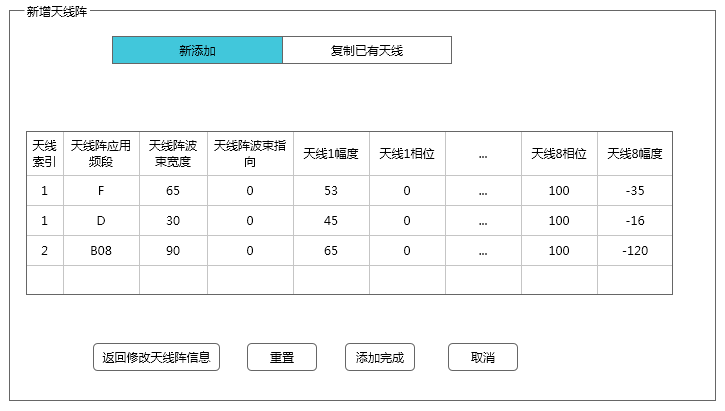 新增天线阵
新添加 复制已有天线
天线索引 天线阵应用频段 天线阵波束宽度 天线阵波束指向 天线1幅度 天线1相位 ... 天线8相位 天线8幅度
1 F 65 0 53 0 ... 100 -35
1 D 30 0 45 0 ... 100 -16
2 B08 90 0 65 0 ... 100 -120
返回修改天线阵信息 重置 添加完成 取消